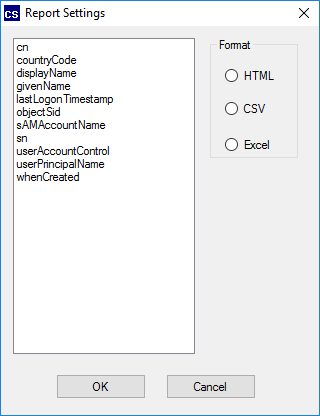 CS Report Settings
cn
countryCode
displayName
givenName
lastLogonTimestamp
objectSid
sAMAccountName
sn
userAccountControl
userPrincipalName
whenCreated
Format
HTML
CSV
Excel
OK Cancel